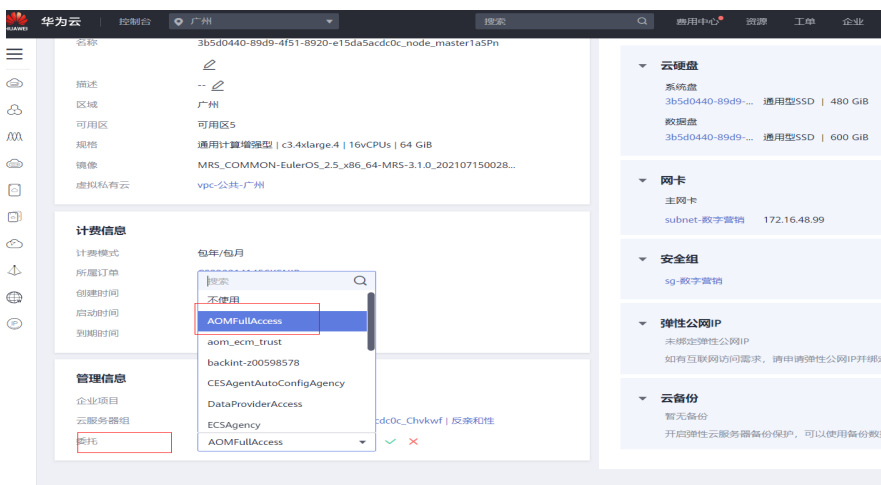 HUAWEI 华为云 控制台 广州 搜索 费用中心 资源 工单 企业
名称 3b5d0440-89d9-4f51-8920-e15da5acdc0c_node_master1aSPn
描述 --
区域 广州
可用区 可用区5
规格 通用计算增强型 | c3.4xlarge.4 | 16vCPUs | 64 GiB
镜像 MRS_COMMON-EulerOS_2.5_x86_64-MRS-3.1.0_202107150028...
虚拟私有云 vpc-公共-广州
计费信息
计费模式 包年/包月
所属订单
创建时间
启动时间
到期时间
搜索
不使用
AOMFullAccess
aom_ecm_trust
backint-z00598578
CESAgentAutoConfigAgency
DataProviderAccess
ECSAgency
管理信息
企业项目
云服务器组 cdc0c_Chvkwf | 反亲和性
委托 AOMFullAccess
云硬盘
系统盘
3b5d0440-89d9-... 通用型SSD | 480 GiB
数据盘
3b5d0440-89d9-... 通用型SSD | 600 GiB
网卡
主网卡
subnet-数字营销 172.16.48.99
安全组
sg-数字营销
弹性公网IP
未绑定弹性公网IP
如有互联网访问需求，请申请弹性公网IP并绑
云备份
暂无备份
开启弹性云服务器备份保护，可以使用备份数